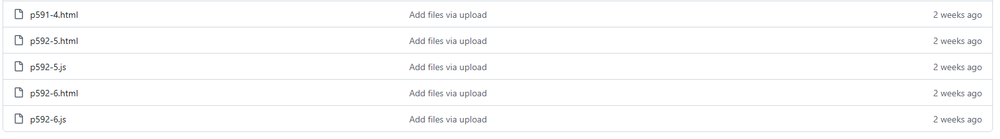 p591-4.html Add files via upload 2 weeks ago
p592-5.html Add files via upload 2 weeks ago
p592-5.js Add files via upload 2 weeks ago
p592-6.html Add files via upload 2 weeks ago
p592-6.js Add files via upload 2 weeks ago